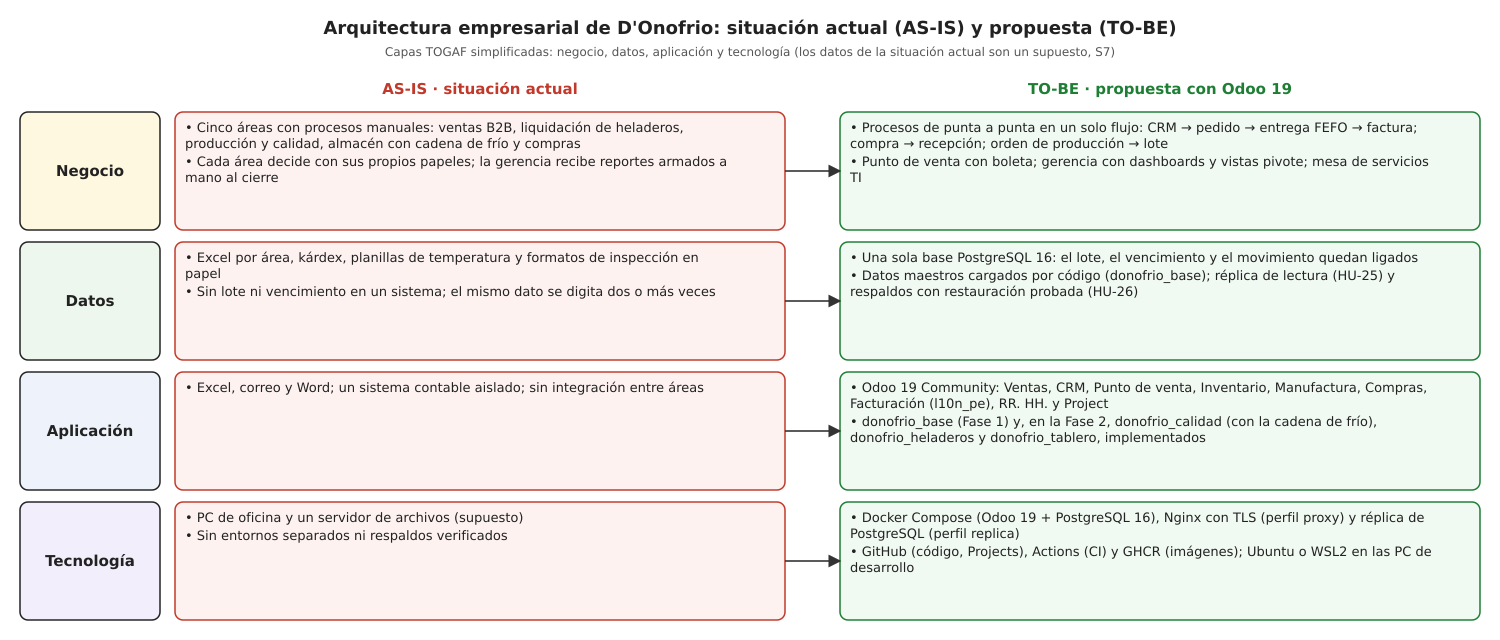 Arquitectura empresarial de D'Onofrio: situación actual (AS-IS) y propuesta (TO-BE)
Capas TOGAF simplificadas: negocio, datos, aplicación y tecnología (los datos de la situación actual son un supuesto, S7)
AS-IS · situación actual
TO-BE · propuesta con Odoo 19
Negocio
• Cinco áreas con procesos manuales: ventas B2B, liquidación de heladeros,
producción y calidad, almacén con cadena de frío y compras
• Cada área decide con sus propios papeles; la gerencia recibe reportes armados a
mano al cierre
• Procesos de punta a punta en un solo flujo: CRM → pedido → entrega FEFO → factura;
compra → recepción; orden de producción → lote
• Punto de venta con boleta; gerencia con dashboards y vistas pivote; mesa de servicios
TI
Datos
• Excel por área, kárdex, planillas de temperatura y formatos de inspección en
papel
• Sin lote ni vencimiento en un sistema; el mismo dato se digita dos o más veces
• Una sola base PostgreSQL 16: el lote, el vencimiento y el movimiento quedan ligados
• Datos maestros cargados por código (donofrio_base); réplica de lectura (HU-25) y
respaldos con restauración probada (HU-26)
Aplicación
• Excel, correo y Word; un sistema contable aislado; sin integración entre áreas
• Odoo 19 Community: Ventas, CRM, Punto de venta, Inventario, Manufactura, Compras,
Facturación (l10n_pe), RR. HH. y Project
• donofrio_base (Fase 1) y, en la Fase 2, donofrio_calidad (con la cadena de frío),
donofrio_heladeros y donofrio_tablero, implementados
Tecnología
• PC de oficina y un servidor de archivos (supuesto)
• Sin entornos separados ni respaldos verificados
• Docker Compose (Odoo 19 + PostgreSQL 16), Nginx con TLS (perfil proxy) y réplica de
PostgreSQL (perfil replica)
• GitHub (código, Projects), Actions (CI) y GHCR (imágenes); Ubuntu o WSL2 en las PC de
desarrollo